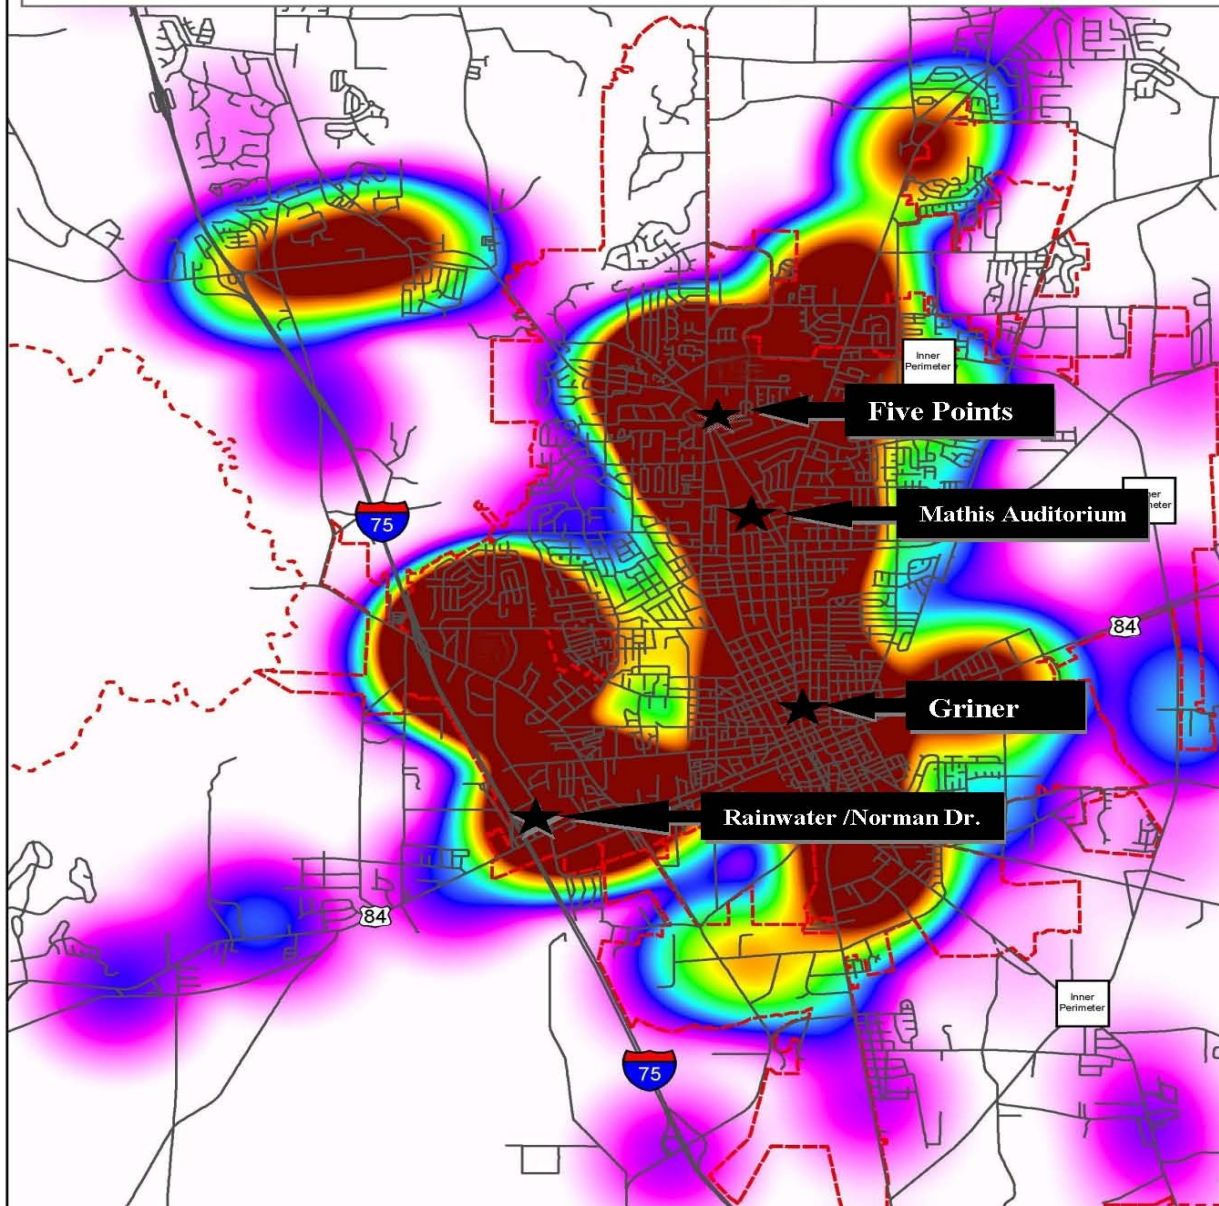 Inner
Perimeter
Five Points
75
Mathis Auditorium
84
Griner
Rainwater /Norman Dr.
84
Inner
Perimeter
75